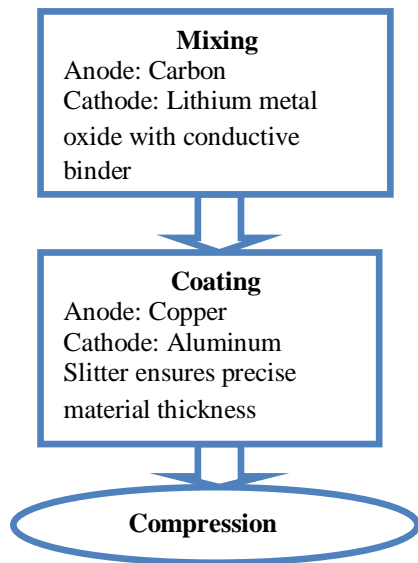 Mixing
Anode: Carbon
Cathode: Lithium metal
oxide with conductive
binder
Coating
Anode: Copper
Cathode: Aluminum
Slitter ensures precise
material thickness
Compression